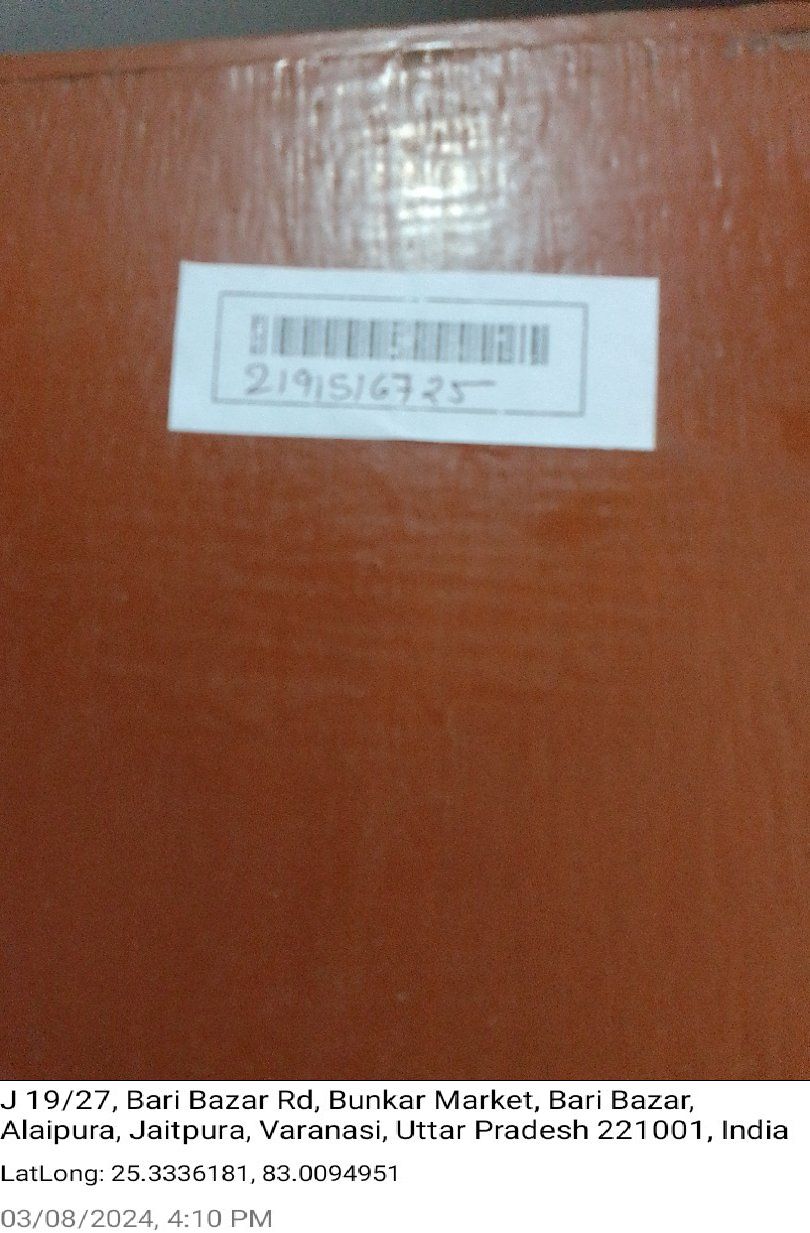 2191516725
J 19/27, Bari Bazar Rd, Bunkar Market, Bari Bazar,
Alaipura, Jaitpura, Varanasi, Uttar Pradesh 221001, India
LatLong: 25.3336181, 83.0094951
03/08/2024, 4:10 PM